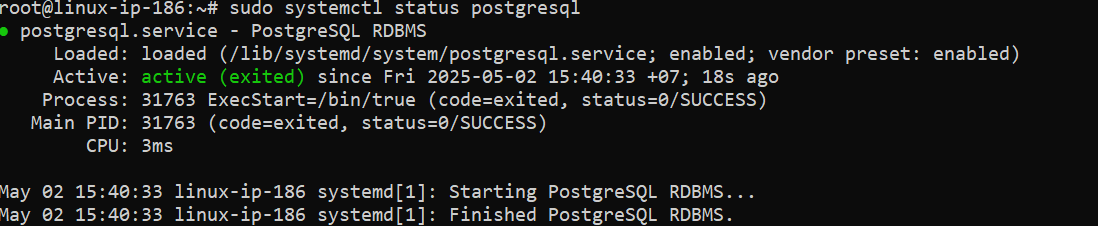 root@linux-ip-186:~# sudo systemctl status postgresql
● postgresql.service - PostgreSQL RDBMS
Loaded: loaded (/lib/systemd/system/postgresql.service; enabled; vendor preset: enabled)
Active: active (exited) since Fri 2025-05-02 15:40:33 +07; 18s ago
Process: 31763 ExecStart=/bin/true (code=exited, status=0/SUCCESS)
Main PID: 31763 (code=exited, status=0/SUCCESS)
CPU: 3ms
May 02 15:40:33 linux-ip-186 systemd[1]: Starting PostgreSQL RDBMS...
May 02 15:40:33 linux-ip-186 systemd[1]: Finished PostgreSQL RDBMS.